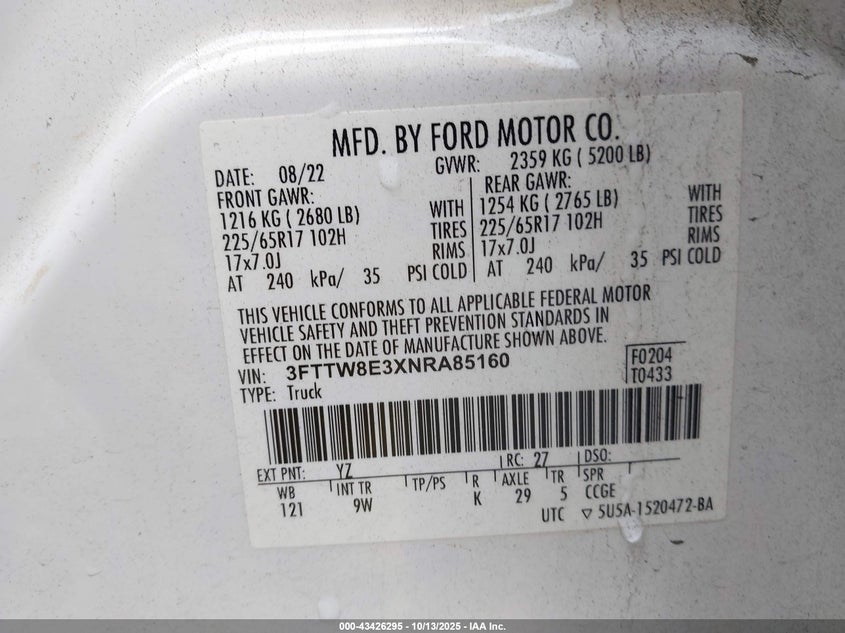 MFD. BY FORD MOTOR CO.
DATE: 08/22 GVWR: 2359 KG ( 5200 LB)
FRONT GAWR: REAR GAWR:
1216 KG ( 2680 LB) WITH 1254 KG ( 2765 LB) WITH
225/65R17 102H TIRES 225/65R17 102H TIRES
17x7.0J RIMS 17x7.0J RIMS
AT 240 kPa/ 35 PSI COLD AT 240 kPa/ 35 PSI COLD
THIS VEHICLE CONFORMS TO ALL APPLICABLE FEDERAL MOTOR
VEHICLE SAFETY AND THEFT PREVENTION STANDARDS IN
EFFECT ON THE DATE OF MANUFACTURE SHOWN ABOVE.
VIN: 3FTTW8E3XNRA85160 F0204
TYPE: Truck T0433
EXT PNT: YZ RC: 27 DSO:
WB INT TR TP/PS R AXLE TR SPR
121 9W K 29 5 CCGE
UTC ▽ 5U5A-1520472-BA
000-43426295 - 10/13/2025 - IAA Inc.